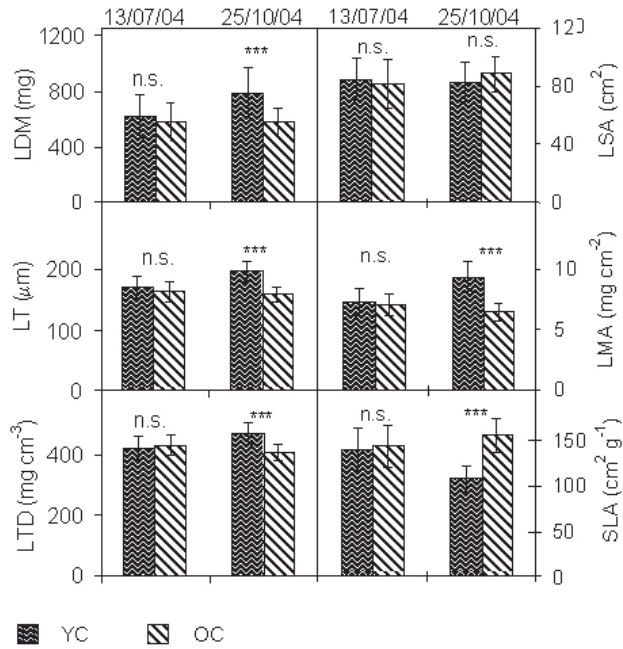 13/07/04 25/10/04 13/07/04 25/10/04
1200 120
LDM (mg) 800 400 0
n.s. *** n.s. n.s.
80 40 0 LSA (cm²)
LT (μm) 200 100 0
n.s. *** n.s. ***
10 5 0 LMA (mg cm⁻²)
LTD (mg cm⁻³) 400 200 0
n.s. *** n.s. ***
150 100 50 0 SLA (cm² g⁻¹)
YC OC